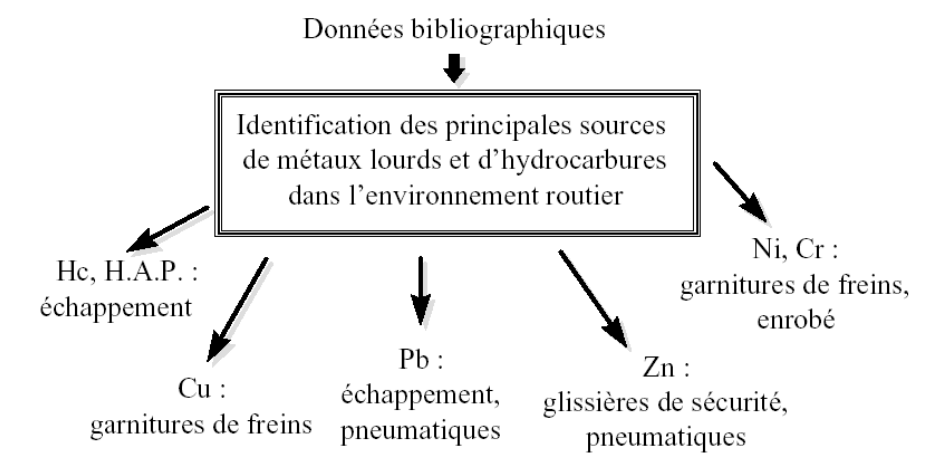 Données bibliographiques
Identification des principales sources
de métaux lourds et d'hydrocarbures
dans l'environnement routier
Hc, H.A.P. :
échappement
Cu :
garnitures de freins
Pb :
échappement,
pneumatiques
Zn :
glissières de sécurité,
pneumatiques
Ni, Cr :
garnitures de freins,
enrobé